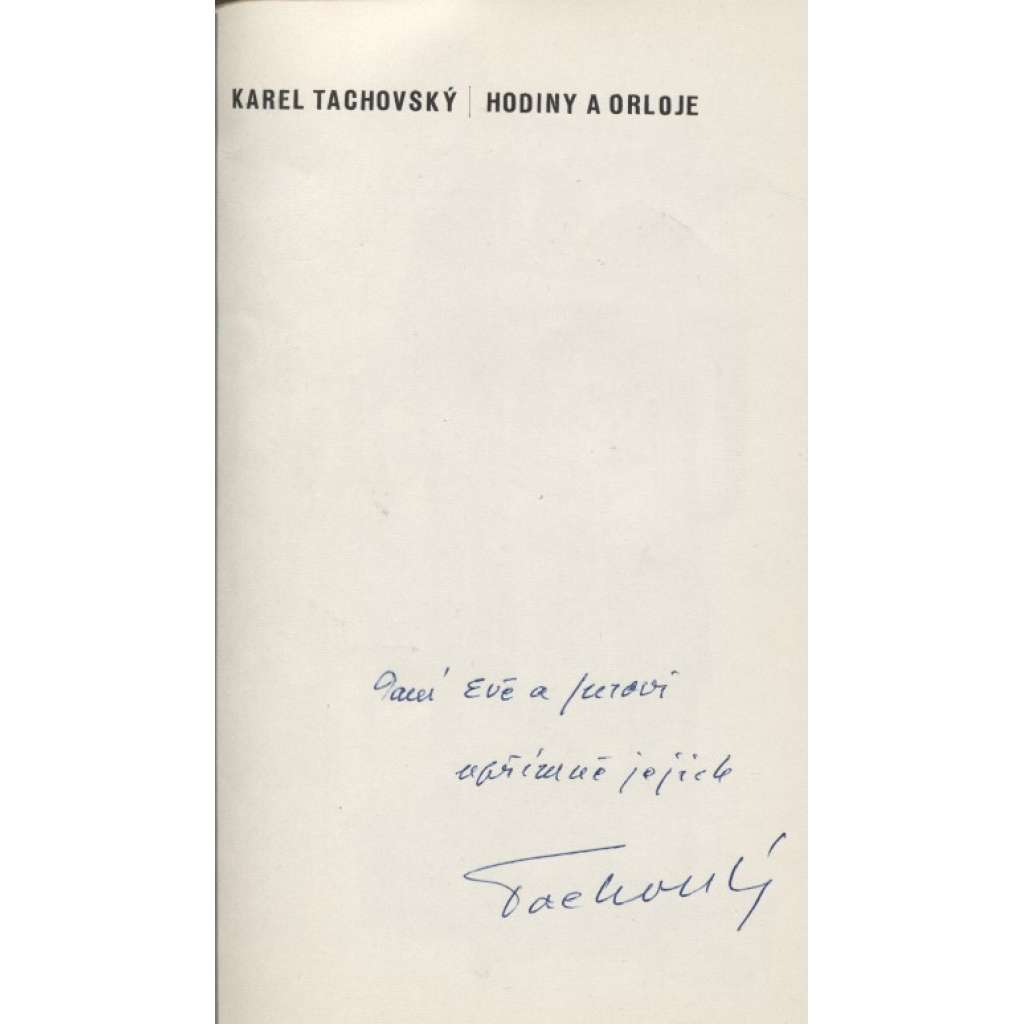 KAREL TACHOVSKÝ | HODINY A ORLOJE
Paní Evě a Jurovi
upřímně jejich
Tachovský